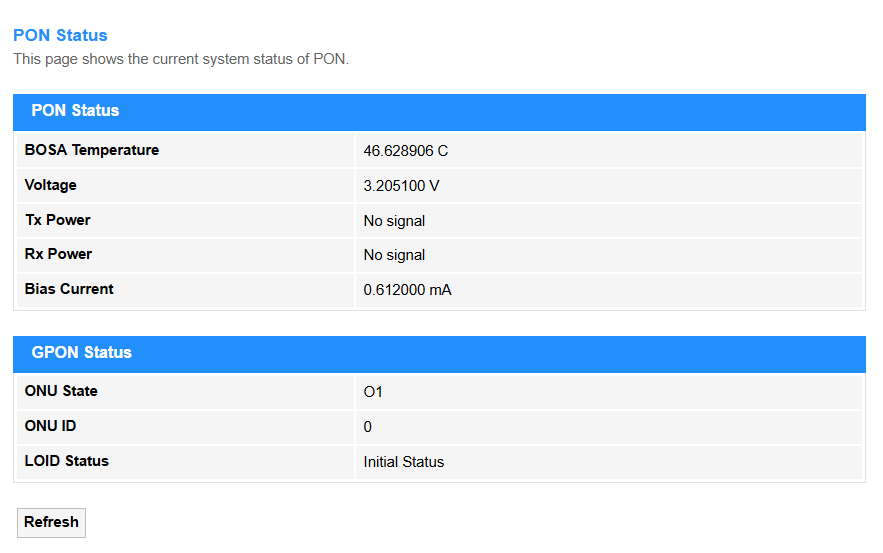 PON Status
This page shows the current system status of PON.
PON Status
BOSA Temperature 46.628906 C
Voltage 3.205100 V
Tx Power No signal
Rx Power No signal
Bias Current 0.612000 mA
GPON Status
ONU State O1
ONU ID 0
LOID Status Initial Status
Refresh